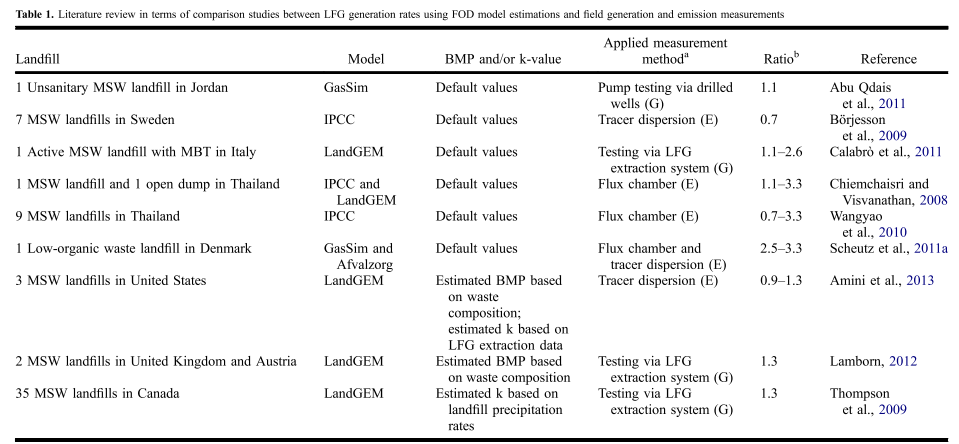 Table 1. Literature review in terms of comparison studies between LFG generation rates using FOD model estimations and field generation and emission measurements
Landfill Model BMP and/or k-value Applied measurement methodᵃ Ratioᵇ Reference
1 Unsanitary MSW landfill in Jordan GasSim Default values Pump testing via drilled 1.1 Abu Qdais
wells (G) et al., 2011
7 MSW landfills in Sweden IPCC Default values Tracer dispersion (E) 0.7 Börjesson
et al., 2009
1 Active MSW landfill with MBT in Italy LandGEM Default values Testing via LFG 1.1–2.6 Calabrò et al., 2011
extraction system (G)
1 MSW landfill and 1 open dump in Thailand IPCC and Default values Flux chamber (E) 1.1–3.3 Chiemchaisri and
LandGEM Visvanathan, 2008
9 MSW landfills in Thailand IPCC Default values Flux chamber (E) 0.7–3.3 Wangyao
et al., 2010
1 Low-organic waste landfill in Denmark GasSim and Default values Flux chamber and 2.5–3.3 Scheutz et al., 2011a
Afvalzorg tracer dispersion (E)
3 MSW landfills in United States LandGEM Estimated BMP based Tracer dispersion (E) 0.9–1.3 Amini et al., 2013
on waste
composition;
estimated k based on
LFG extraction data
2 MSW landfills in United Kingdom and Austria LandGEM Estimated BMP based Testing via LFG 1.3 Lamborn, 2012
on waste composition extraction system (G)
35 MSW landfills in Canada LandGEM Estimated k based on Testing via LFG 1.3 Thompson
landfill precipitation extraction system (G) et al., 2009
rates